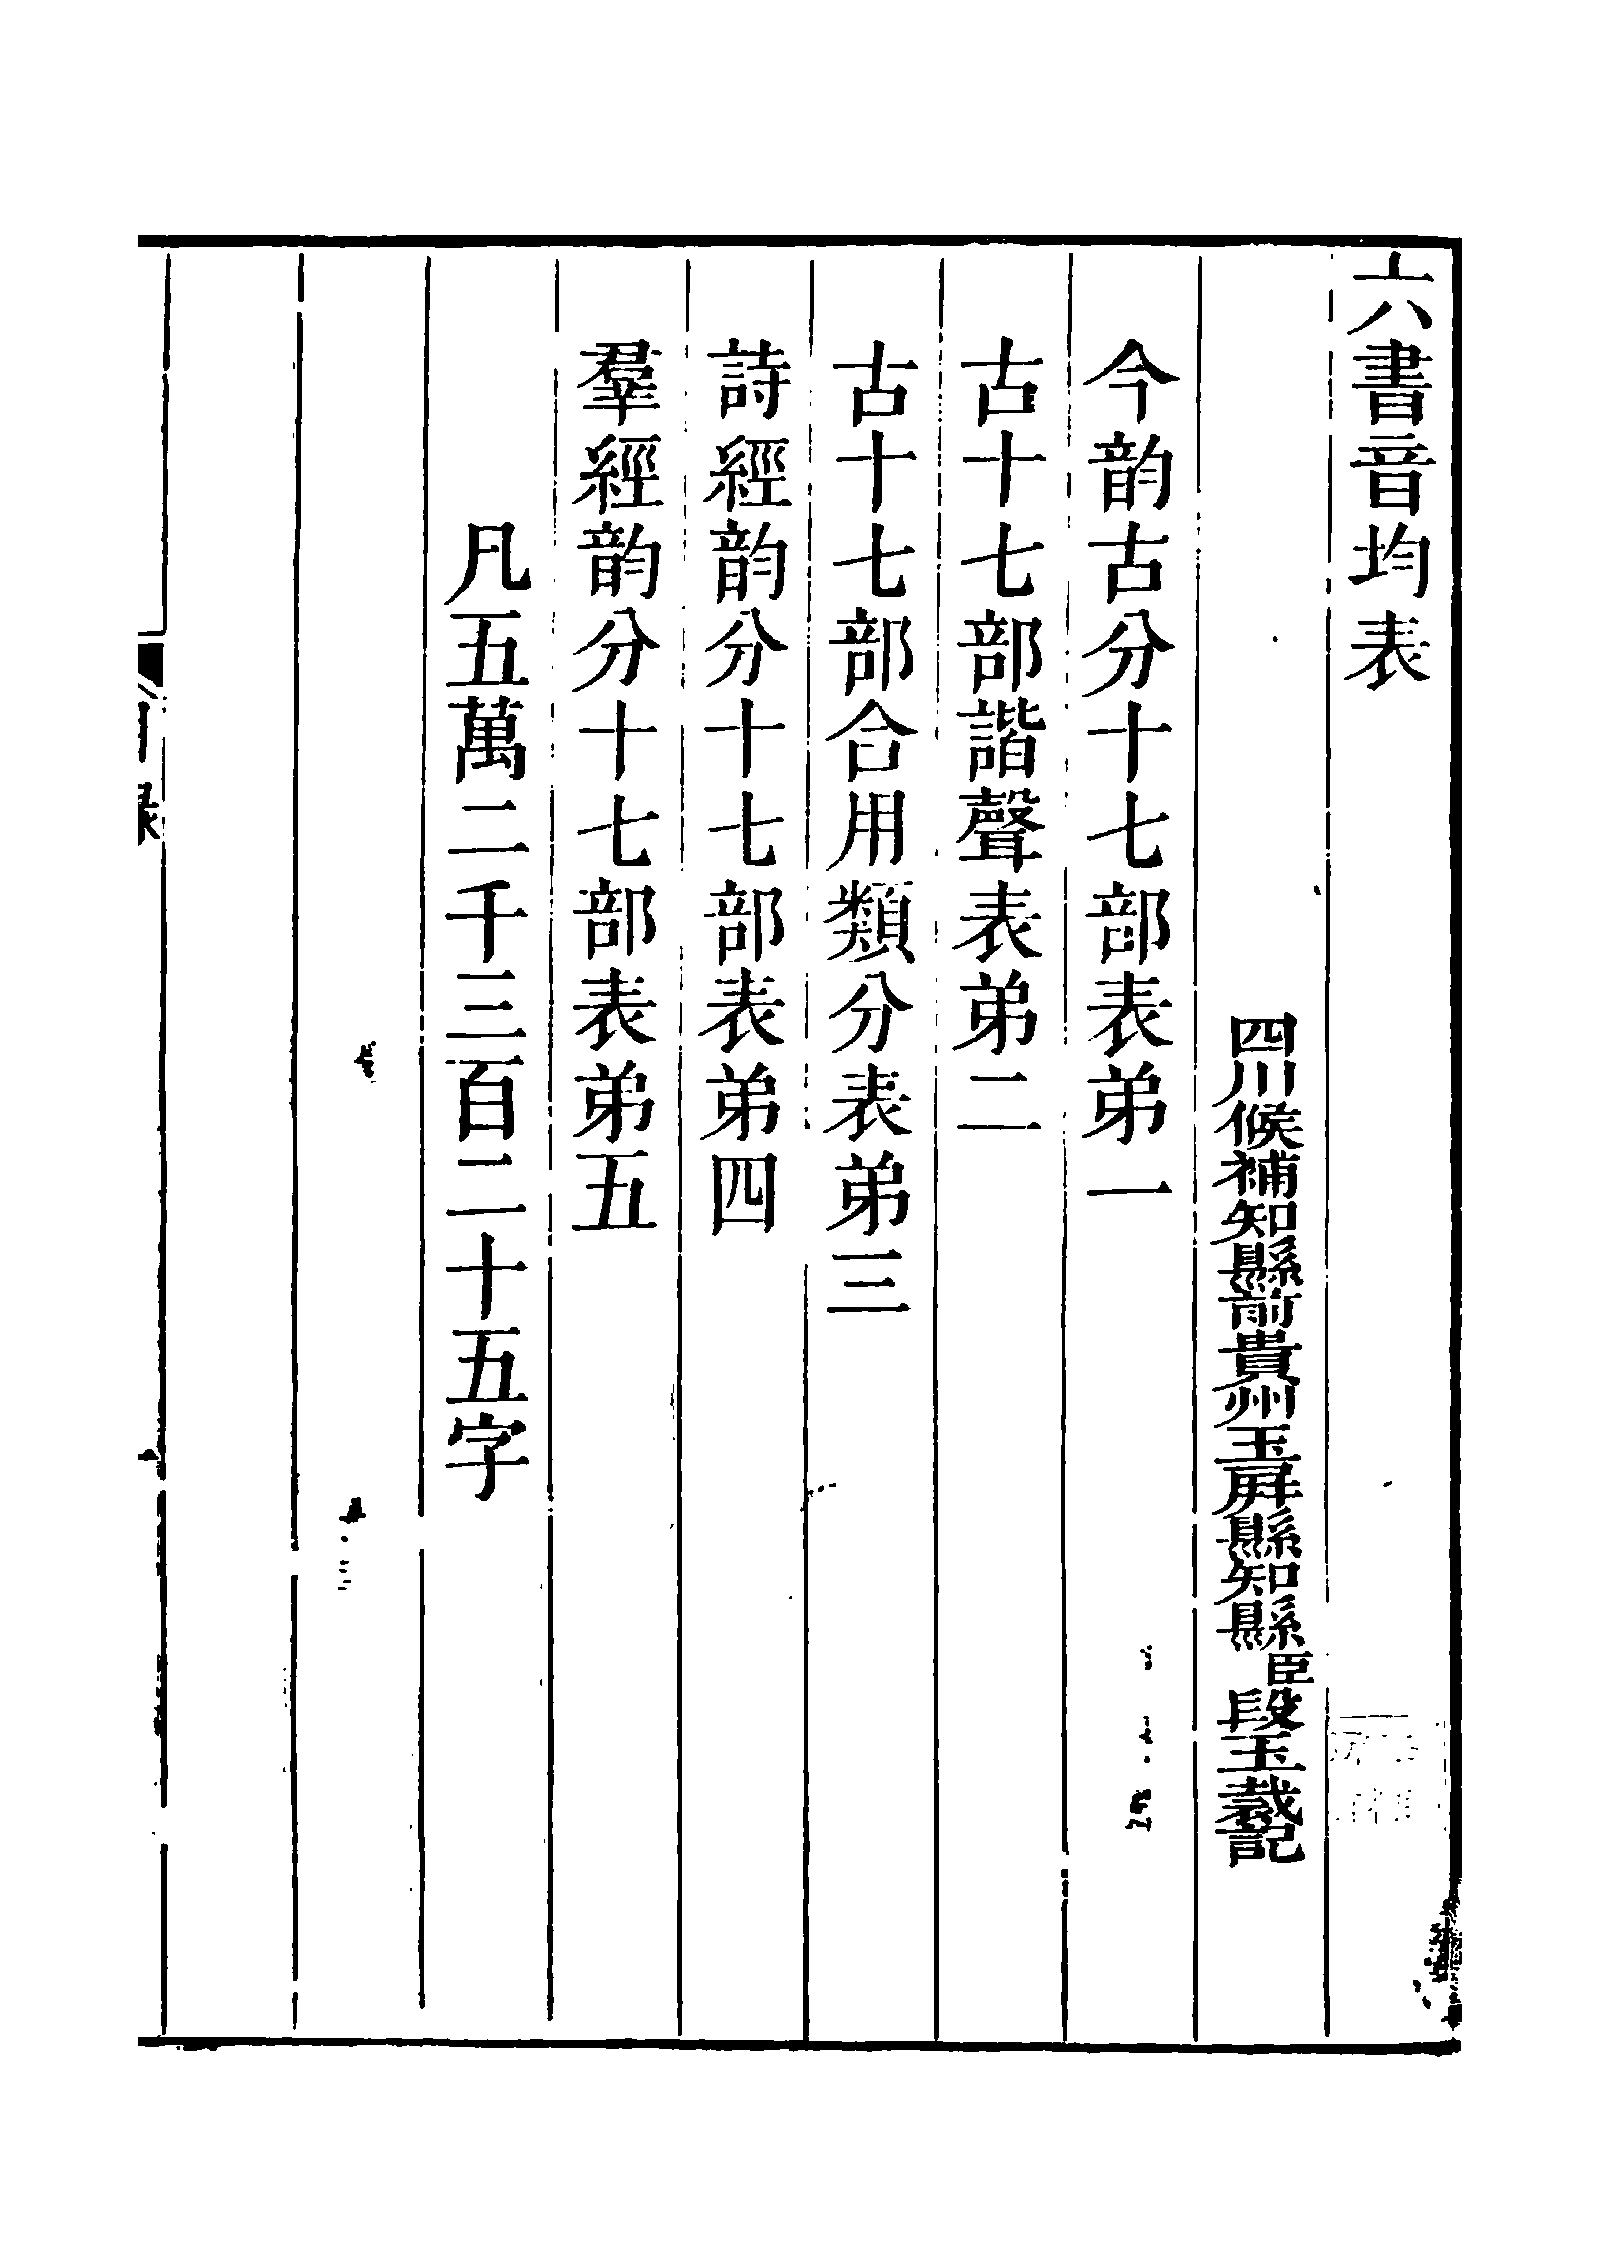 六書音均表
四川候補知縣前貴州玉屏縣知縣臣段玉裁記
今韵古分十七部表弟一
古十七部諧聲表弟二
古十七部合用類分表弟三
詩經韵分十七部表弟四
羣經韵分十七部表弟五
凡五萬二千三百二十五字
目録